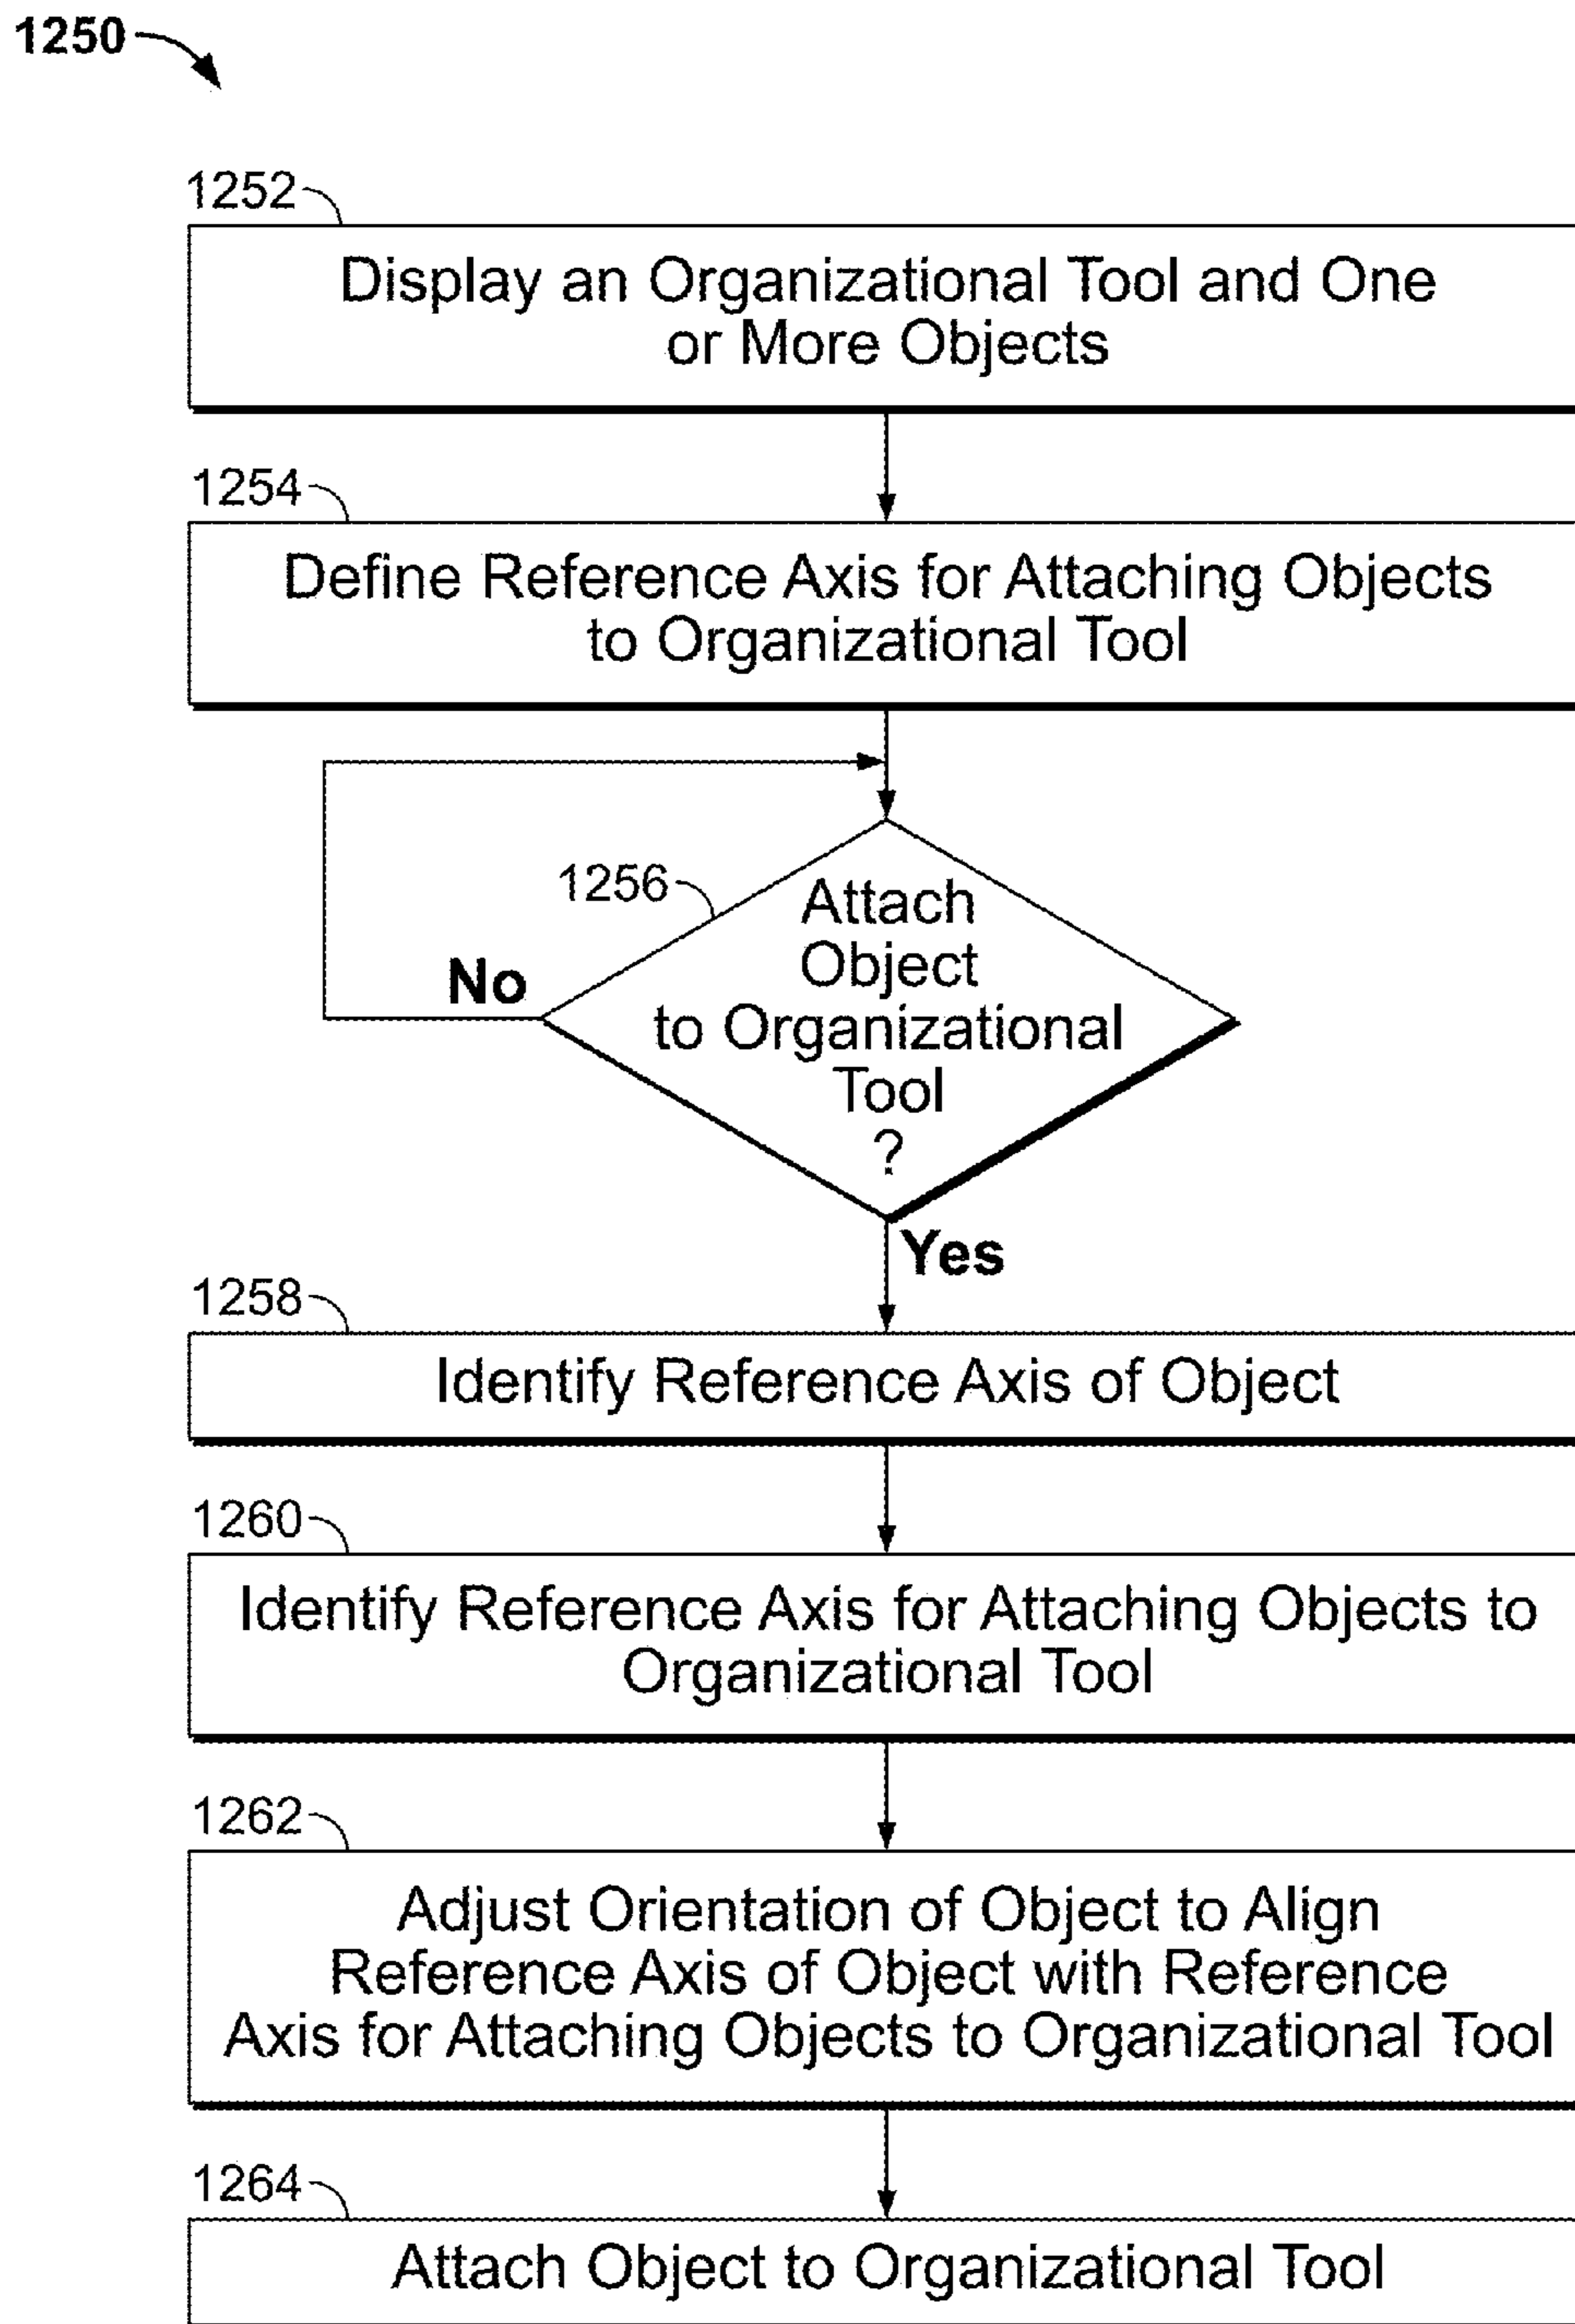 1250
1252
Display an Organizational Tool and One
or More Objects
1254
Define Reference Axis for Attaching Objects
to Organizational Tool
1256
Attach
Object
to Organizational
Tool
?
No
Yes
1258
Identify Reference Axis of Object
1260
Identify Reference Axis for Attaching Objects to
Organizational Tool
1262
Adjust Orientation of Object to Align
Reference Axis of Object with Reference
Axis for Attaching Objects to Organizational Tool
1264
Attach Object to Organizational Tool